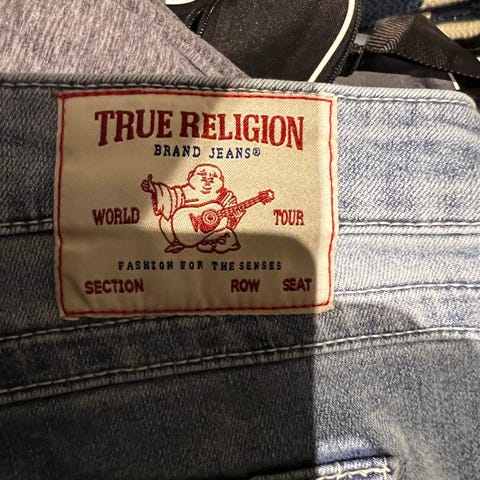 TRUE RELIGION
BRAND JEANS®
WORLD TOUR
FASHION FOR THE SENSES
SECTION ROW SEAT